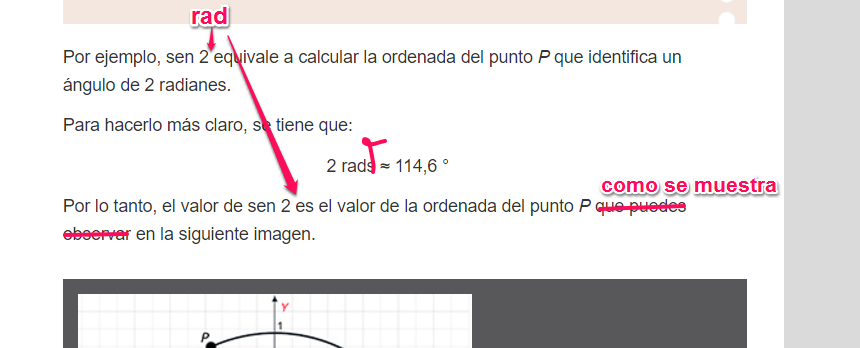 rad
Por ejemplo, sen 2 equivale a calcular la ordenada del punto P que identifica un
ángulo de 2 radianes.
Para hacerlo más claro, se tiene que:
2 rads ≈ 114,6 °
como se muestra
Por lo tanto, el valor de sen 2 es el valor de la ordenada del punto P que puedes
observar en la siguiente imagen.
Y
1
P